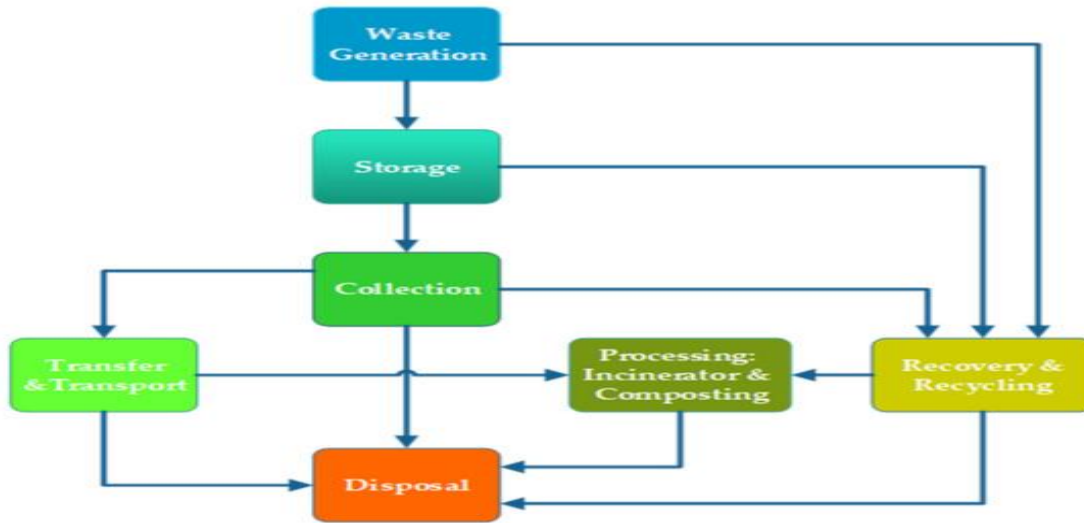 Waste
Generation
Storage
Collection
Transfer
& Transport
Processing:
Incinerator &
Composting
Recovery &
Recycling
Disposal